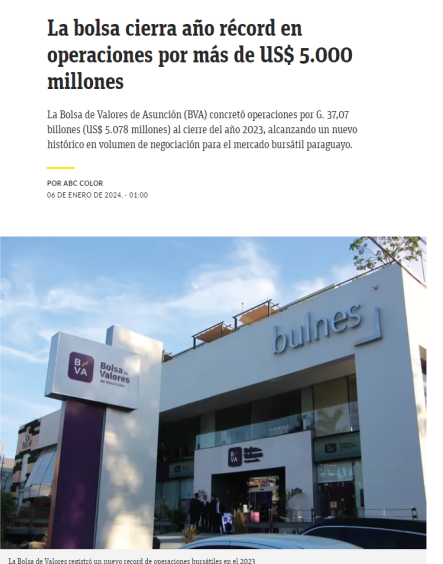 La bolsa cierra año récord en
operaciones por más de US$ 5.000
millones
La Bolsa de Valores de Asunción (BVA) concretó operaciones por G. 37,07
billones (US$ 5.078 millones) al cierre del año 2023, alcanzando un nuevo
histórico en volumen de negociación para el mercado bursátil paraguayo.
POR ABC COLOR
06 DE ENERO DE 2024, - 01:00
bulnes
BVA
Bolsa de
Valores
de Asunción
BVA
La Bolsa de Valores registró un nuevo record de operaciones bursátiles en el 2023